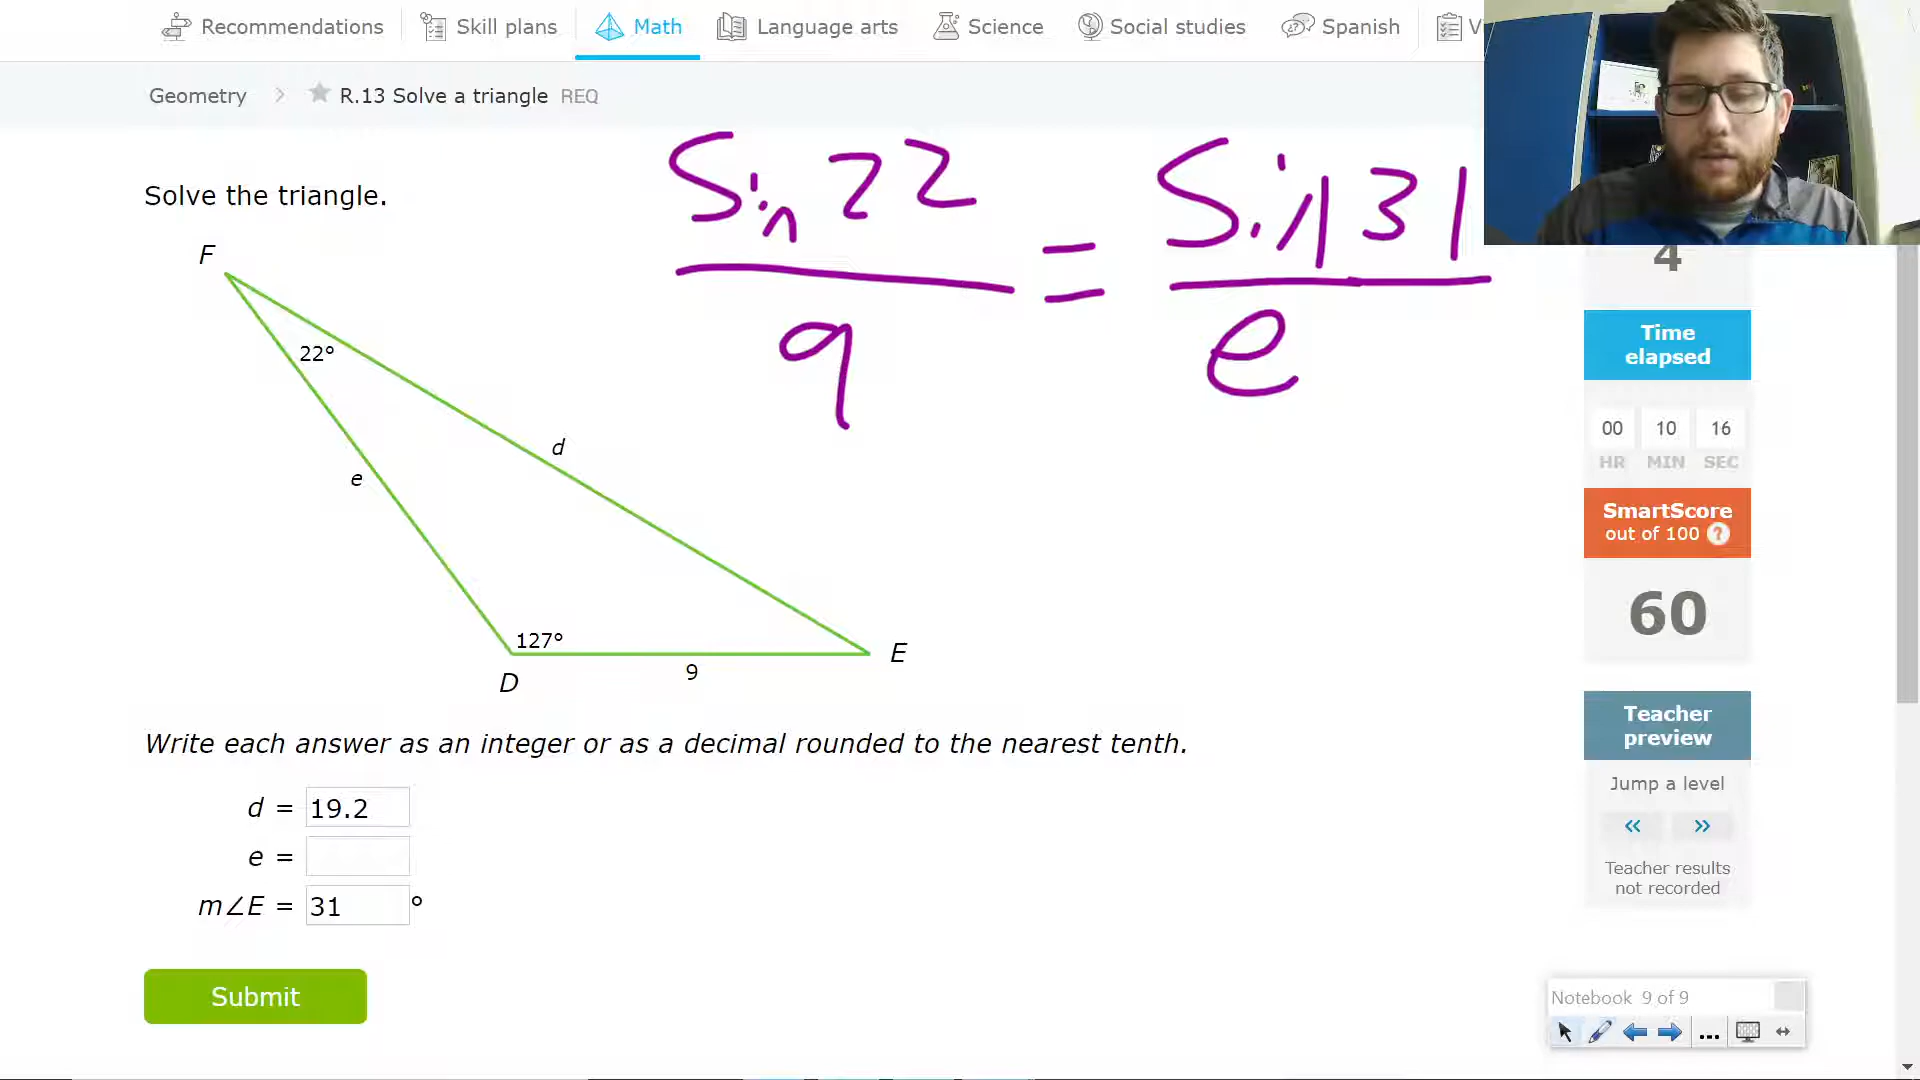 Recommendations Skill plans Math Language arts Science Social studies Spanish
Geometry > R.13 Solve a triangle REQ
Solve the triangle.
Sin 22
9
=
Sin 31
e
F
22°
d
e
127°
D
9
E
Write each answer as an integer or as a decimal rounded to the nearest tenth.
d = 19.2
e =
m∠E = 31 °
Submit
4
Time
elapsed
00 10 16
HR MIN SEC
SmartScore
out of 100 ?
60
Teacher
preview
Jump a level
« »
Teacher results
not recorded
Notebook 9 of 9
...